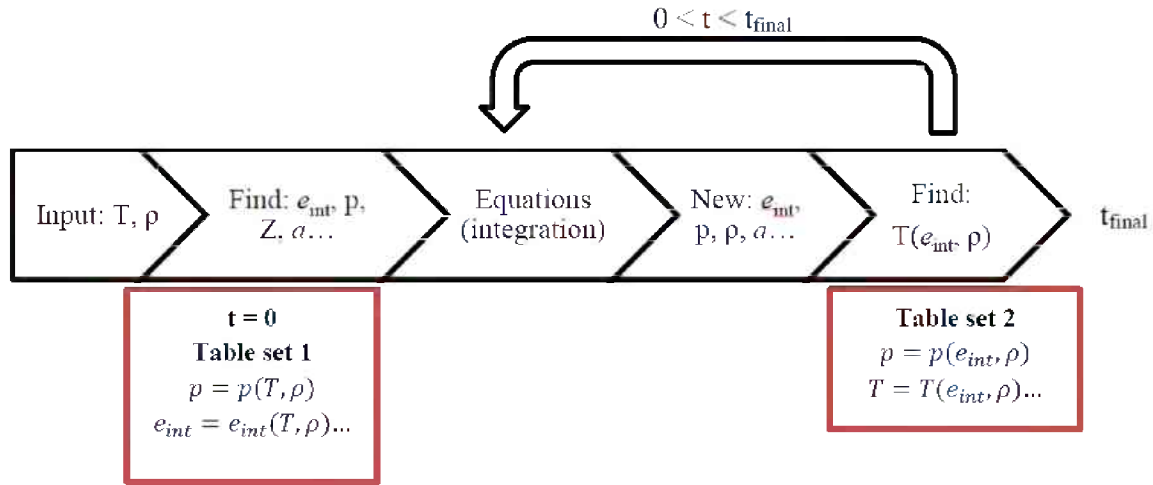 0 < t < t_final
Input: T, ρ
Find: e_int, p,
Z, a…
Equations
(integration)
New: e_int,
p, ρ, a…
Find:
T(e_int, ρ)
t_final
t = 0
Table set 1
p = p(T, ρ)
e_int = e_int(T, ρ)...
Table set 2
p = p(e_int, ρ)
T = T(e_int, ρ)...